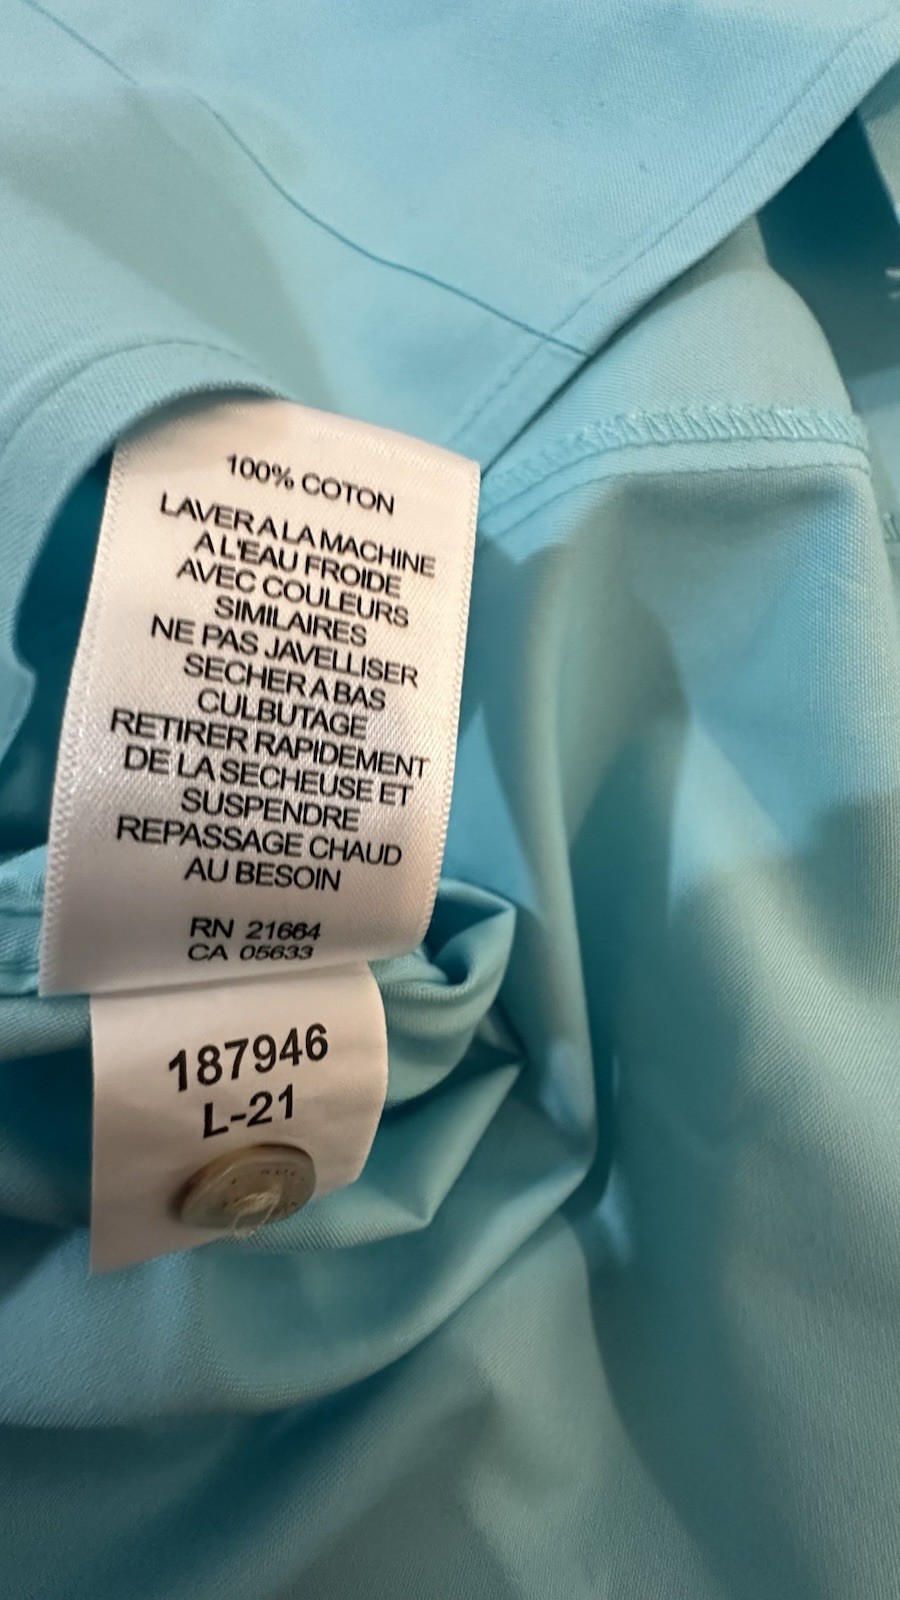 100% COTON
LAVER A LA MACHINE
A L'EAU FROIDE
AVEC COULEURS
SIMILAIRES
NE PAS JAVELLISER
SECHER A BAS
CULBUTAGE
RETIRER RAPIDEMENT
DE LA SECHEUSE ET
SUSPENDRE
REPASSAGE CHAUD
AU BESOIN
RN 21664
CA 05633
187946
L-21